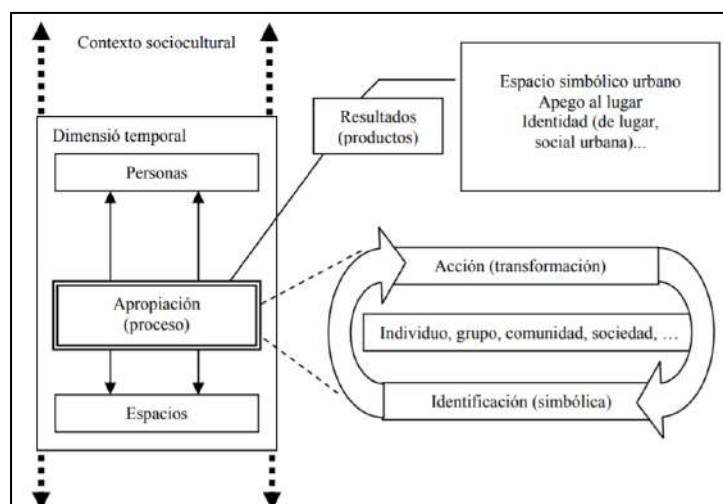 Contexto sociocultural
Dimensió temporal
Personas
Apropiación
(proceso)
Espacios
Resultados
(productos)
Espacio simbólico urbano
Apego al lugar
Identidad (de lugar,
social urbana)...
Acción (transformación)
Individuo, grupo, comunidad, sociedad, …
Identificación (simbólica)